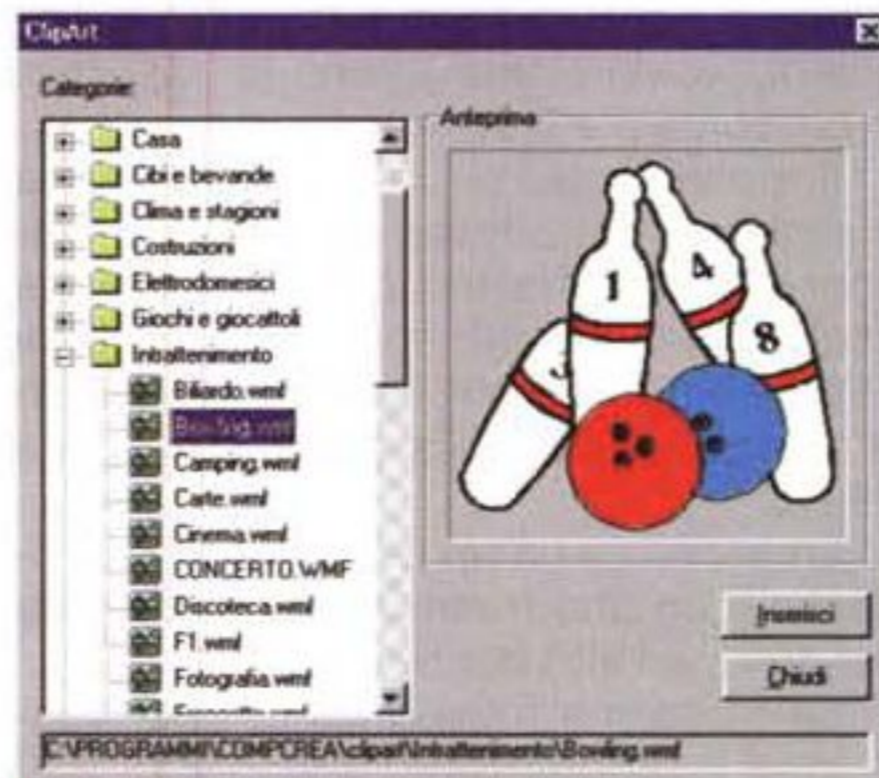 ClipArt
Categorie:
Casa
Cibi e bevande
Clima e stagioni
Costruzioni
Elettrodomesici
Giochi e giocattoli
Intrattenimento
Biliardo.wmf
Bowling.wmf
Camping.wmf
Carte.wmf
Cinema.wmf
CONCERTO.WMF
Discoteca.wmf
F1.wmf
Fotografia.wmf
Anteprima
1
4
8
Inserisci
Chiudi
C:\PROGRAMMI\COMPCREA\clipart\Intrattenimento\Bowling.wmf